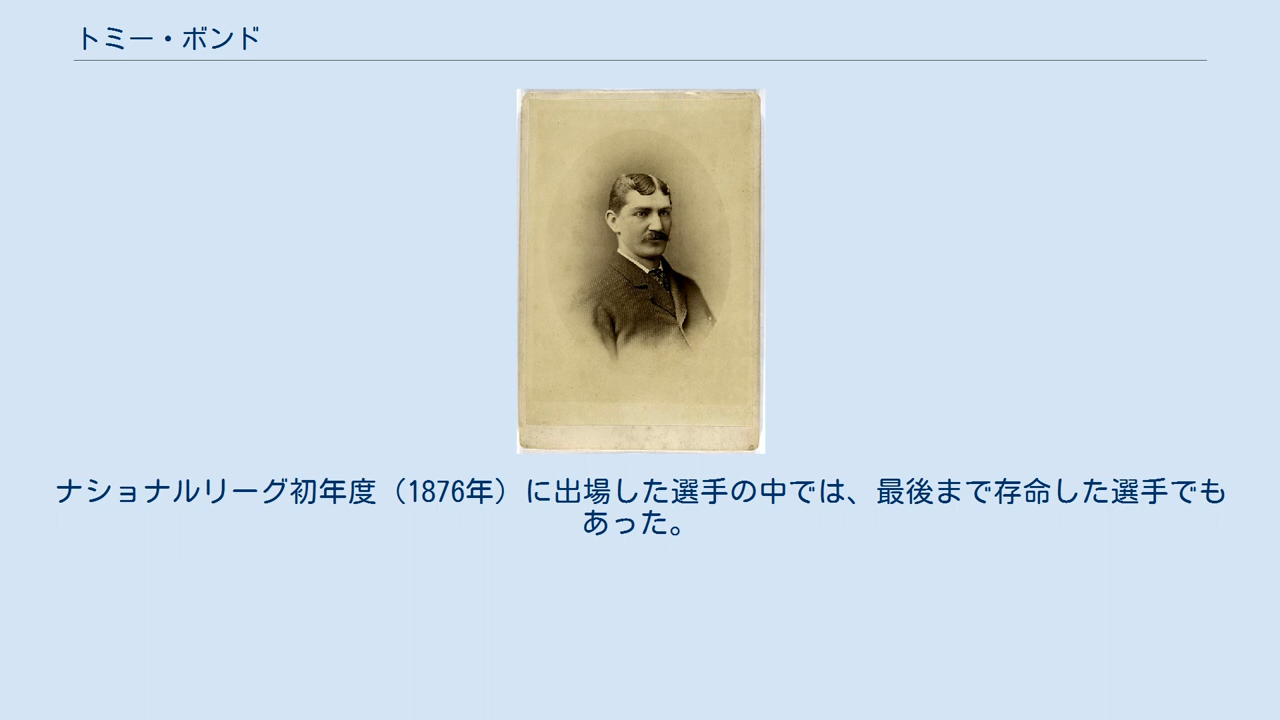 トミー・ボンド
ナショナルリーグ初年度（1876年）に出場した選手の中では、最後まで存命した選手でも
あった。